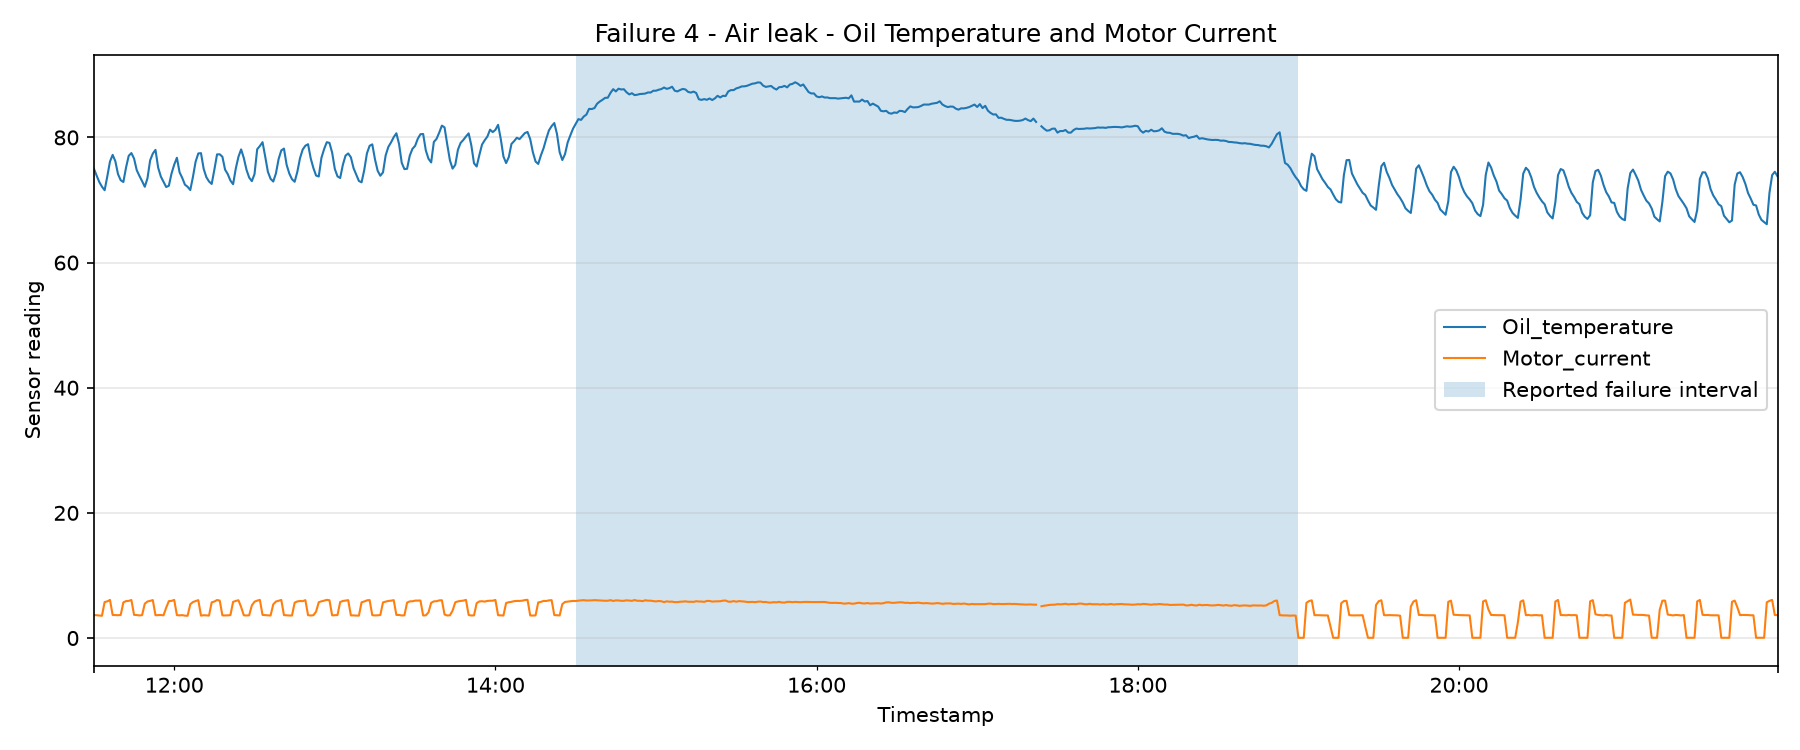 Failure 4 - Air leak - Oil Temperature and Motor Current
Sensor reading
80
60
40
20
0
Oil_temperature
Motor_current
Reported failure interval
12:00
14:00
16:00
18:00
20:00
Timestamp